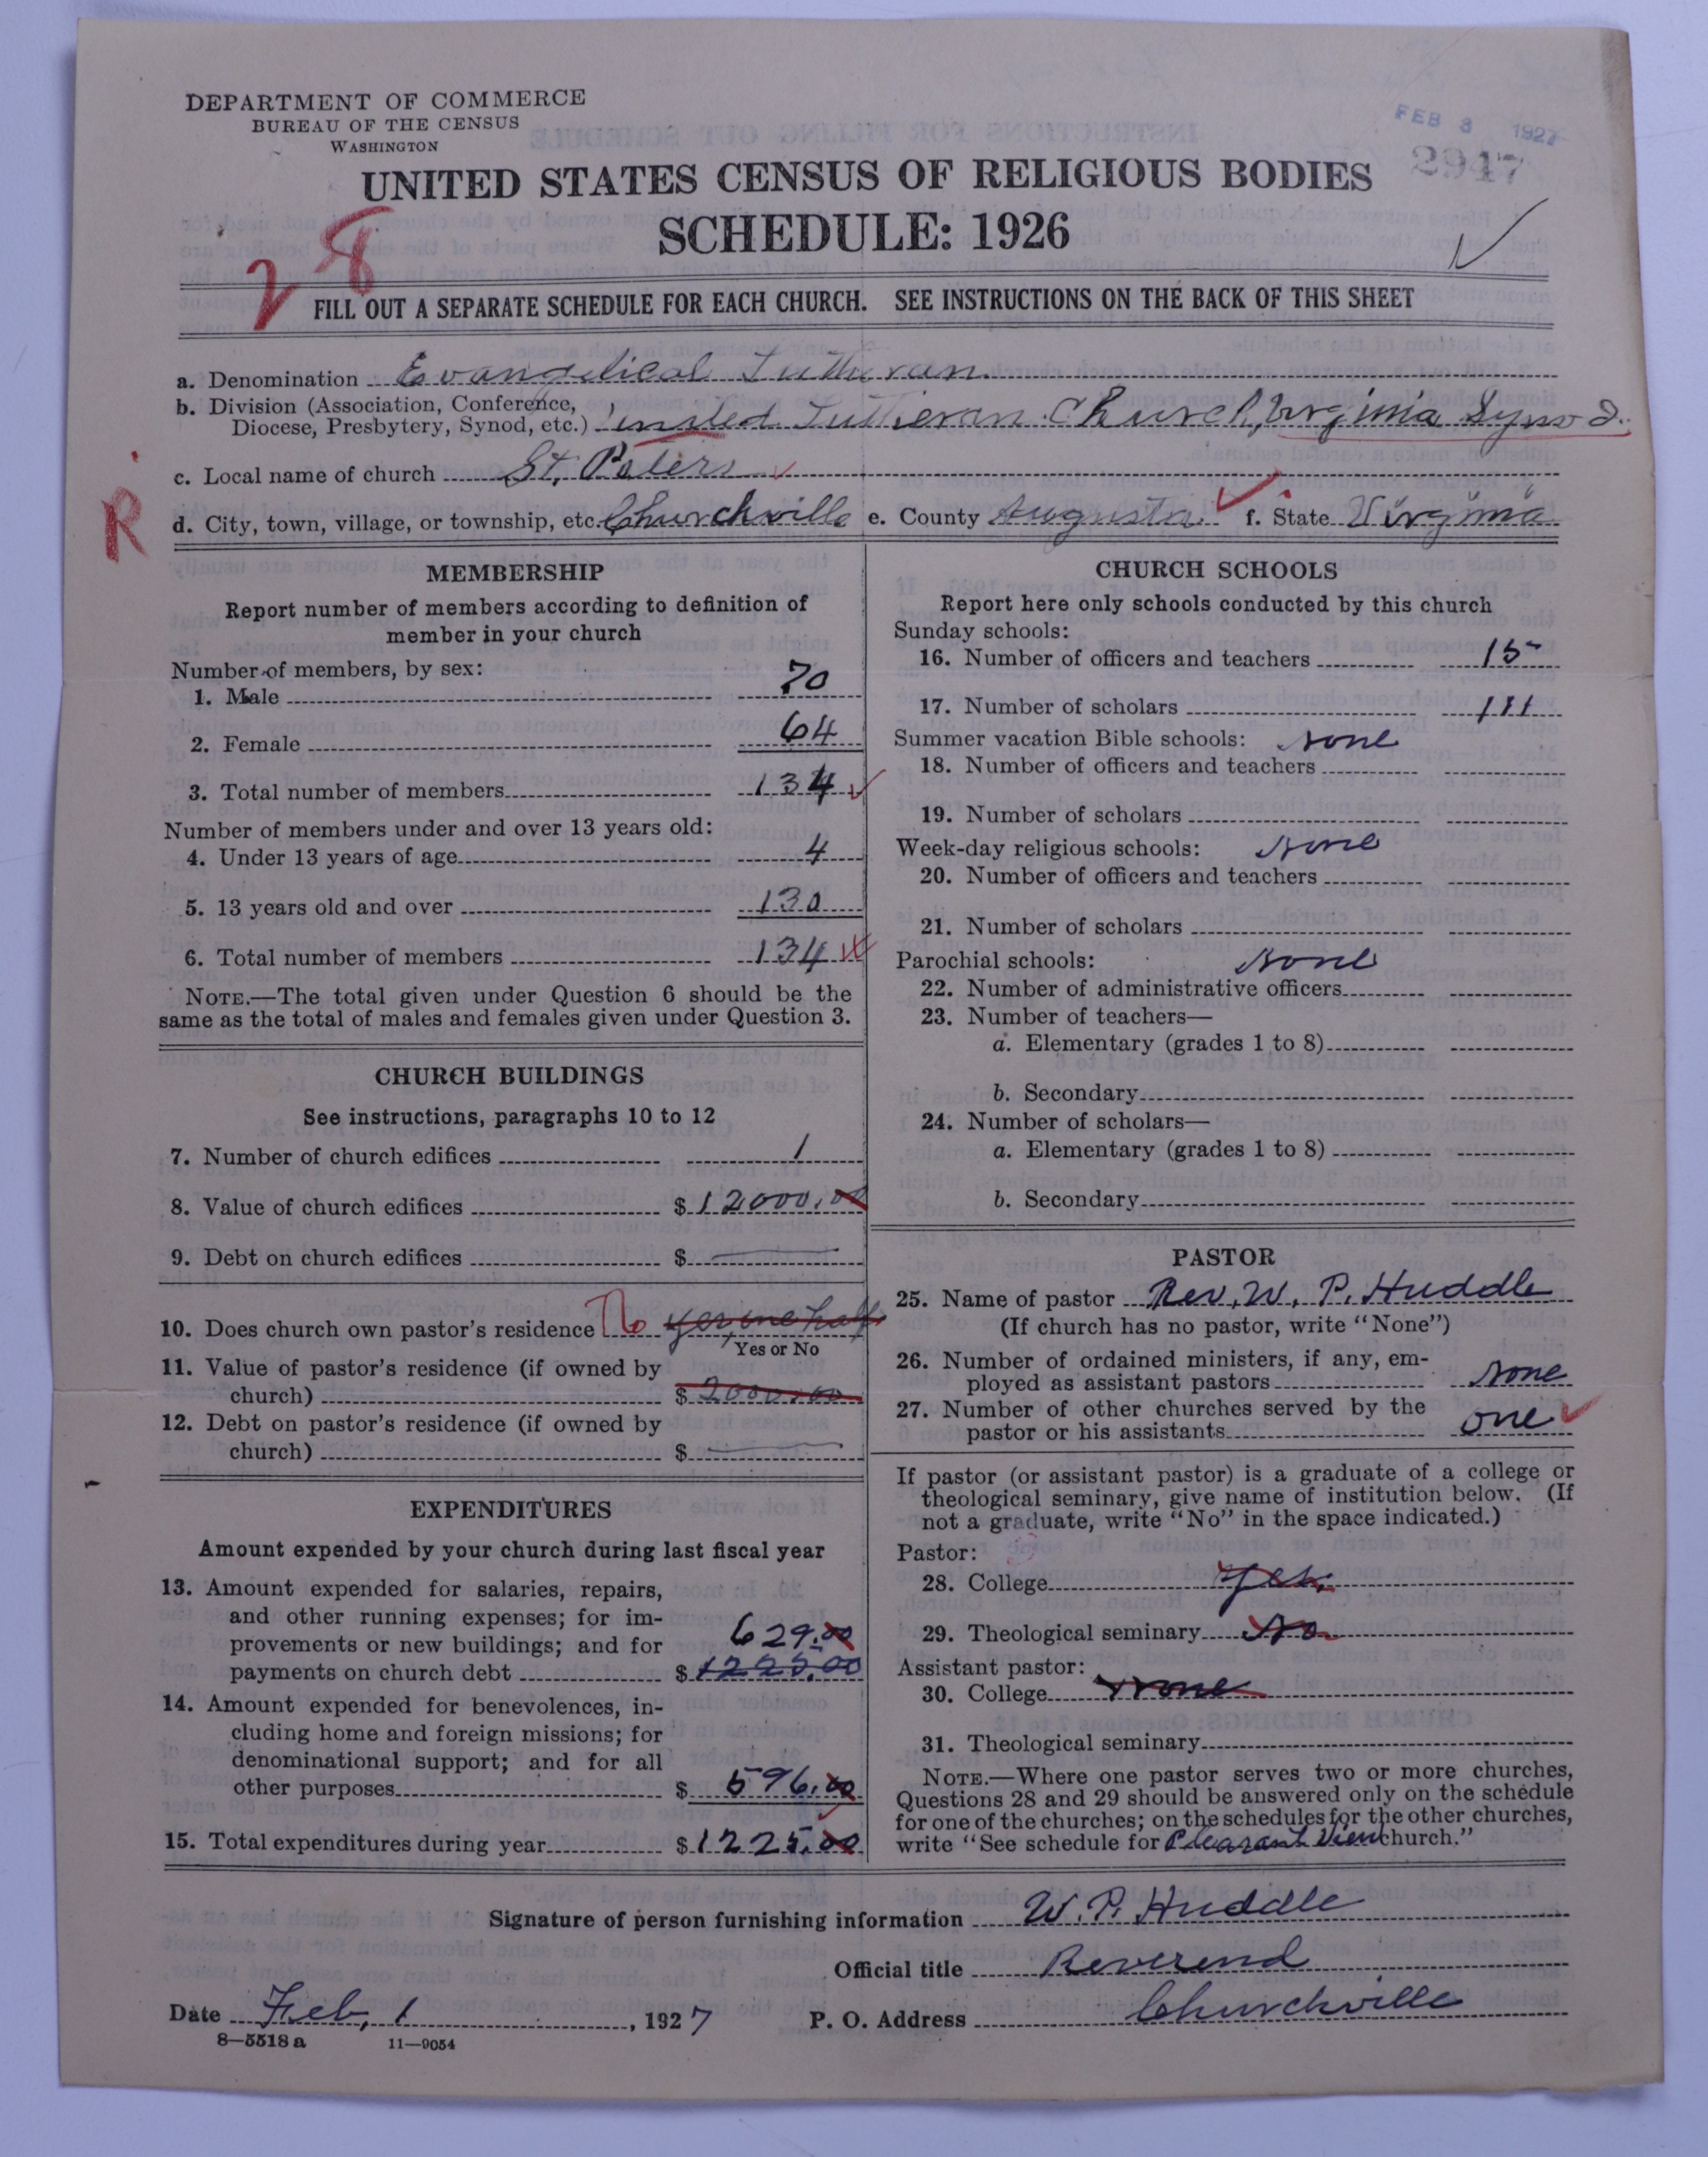 DEPARTMENT OF COMMERCE
BUREAU OF THE CENSUS
WASHINGTON
FEB 3 1927
2947
UNITED STATES CENSUS OF RELIGIOUS BODIES
SCHEDULE: 1926
28
FILL OUT A SEPARATE SCHEDULE FOR EACH CHURCH. SEE INSTRUCTIONS ON THE BACK OF THIS SHEET
a. Denomination Evangelical Lutheran
b. Division (Association, Conference,
Diocese, Presbytery, Synod, etc.) United Lutheran Church, Virginia Synod.
c. Local name of church St. Peters
R
d. City, town, village, or township, etc. Churchville e. County Augusta f. State Virginia
MEMBERSHIP
Report number of members according to definition of
member in your church
Number of members, by sex:
1. Male 70
2. Female 64
3. Total number of members 134
Number of members under and over 13 years old:
4. Under 13 years of age 4
5. 13 years old and over 130
6. Total number of members 134
NOTE.—The total given under Question 6 should be the
same as the total of males and females given under Question 3.
CHURCH BUILDINGS
See instructions, paragraphs 10 to 12
7. Number of church edifices 1
8. Value of church edifices $12000.00
9. Debt on church edifices $
10. Does church own pastor's residence No yes one half
Yes or No
11. Value of pastor's residence (if owned by
church) $2000.00
12. Debt on pastor's residence (if owned by
church) $
EXPENDITURES
Amount expended by your church during last fiscal year
13. Amount expended for salaries, repairs,
and other running expenses; for im-
provements or new buildings; and for 629.00
payments on church debt $1225.00
14. Amount expended for benevolences, in-
cluding home and foreign missions; for
denominational support; and for all
other purposes $596.00
15. Total expenditures during year $1225.00
CHURCH SCHOOLS
Report here only schools conducted by this church
Sunday schools:
16. Number of officers and teachers 15
17. Number of scholars 111
Summer vacation Bible schools: None
18. Number of officers and teachers
19. Number of scholars
Week-day religious schools: None
20. Number of officers and teachers
21. Number of scholars
Parochial schools: None
22. Number of administrative officers
23. Number of teachers—
a. Elementary (grades 1 to 8)
b. Secondary
24. Number of scholars—
a. Elementary (grades 1 to 8)
b. Secondary
PASTOR
25. Name of pastor Rev. W. P. Huddle
(If church has no pastor, write "None")
26. Number of ordained ministers, if any, em-
ployed as assistant pastors None
27. Number of other churches served by the
pastor or his assistants one
If pastor (or assistant pastor) is a graduate of a college or
theological seminary, give name of institution below. (If
not a graduate, write "No" in the space indicated.)
Pastor:
28. College Yes.
29. Theological seminary No
Assistant pastor:
30. College None
31. Theological seminary
NOTE.—Where one pastor serves two or more churches,
Questions 28 and 29 should be answered only on the schedule
for one of the churches; on the schedules for the other churches,
write "See schedule for Pleasant View church."
Signature of person furnishing information W. P. Huddle
Official title Reverend
Date Feb, 1, 1927 P. O. Address Churchville
8—5518 a 11—9054